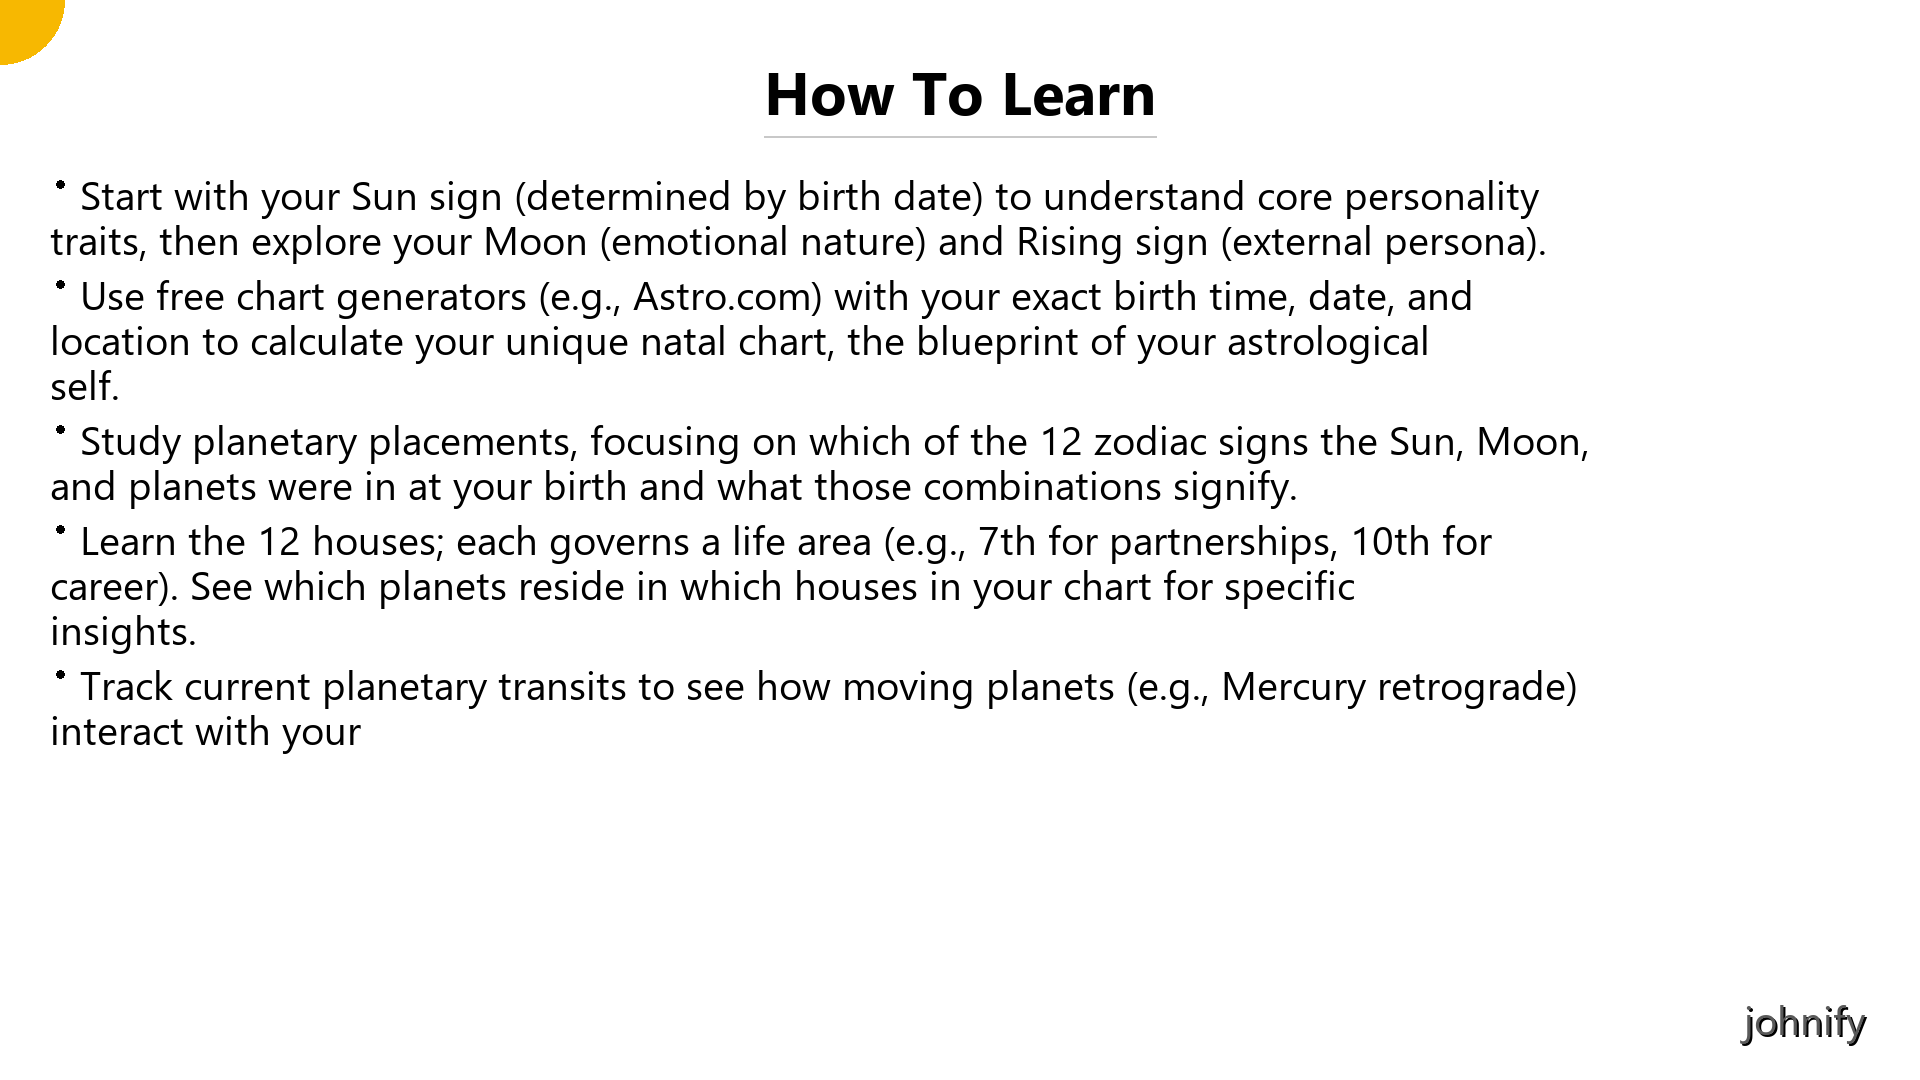 How To Learn
• Start with your Sun sign (determined by birth date) to understand core personality
traits, then explore your Moon (emotional nature) and Rising sign (external persona).
• Use free chart generators (e.g., Astro.com) with your exact birth time, date, and
location to calculate your unique natal chart, the blueprint of your astrological
self.
• Study planetary placements, focusing on which of the 12 zodiac signs the Sun, Moon,
and planets were in at your birth and what those combinations signify.
• Learn the 12 houses; each governs a life area (e.g., 7th for partnerships, 10th for
career). See which planets reside in which houses in your chart for specific
insights.
• Track current planetary transits to see how moving planets (e.g., Mercury retrograde)
interact with your
johnify